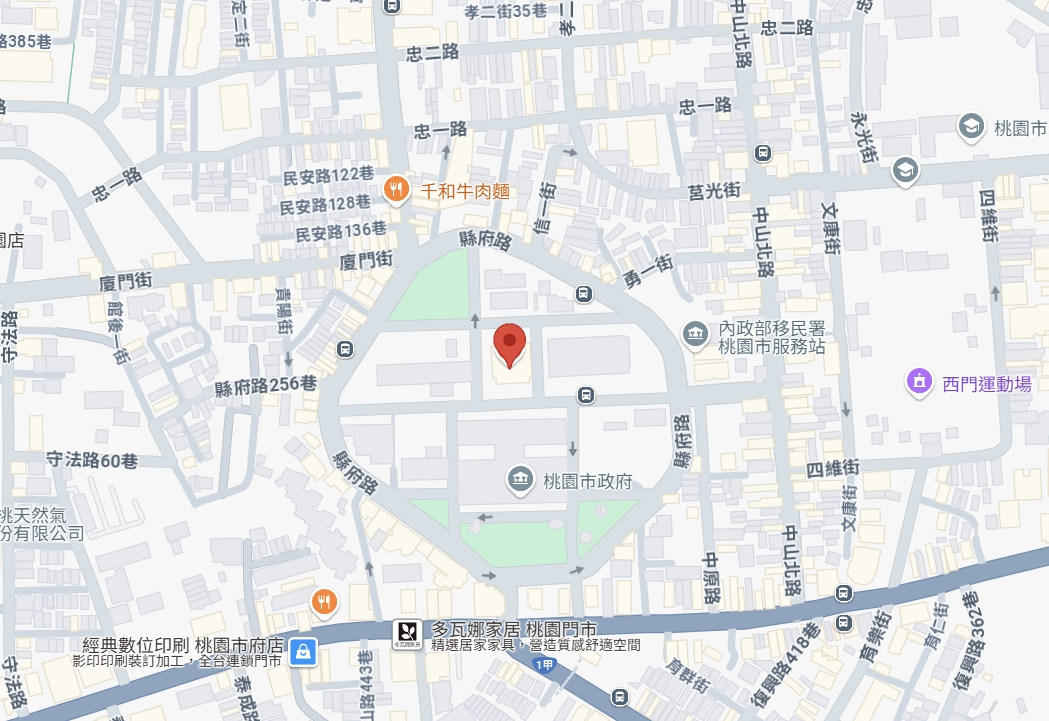 孝二街35巷
忠二路
忠二路
中山北路
385巷
定二街
孝二
忠一路
忠一路
永光街
桃園市
忠一路
民安路122巷
千和牛肉麵
莒光街
民安路128巷
民安路136巷
信一街
縣府路
中山北路
文康街
四維街
園店
廈門街
廈門街
勇一街
貴陽街
館後一街
守法路
內政部移民署
桃園市服務站
縣府路256巷
西門運動場
縣府路
守法路60巷
縣府路
桃園市政府
四維街
文康街
桃天然氣
份有限公司
中原路
中山北路
經典數位印刷 桃園市府店
影印印刷裝訂加工，全台連鎖門市
多瓦娜家居 桃園門市
精選居家家具，營造質感舒適空間
1甲
守法路
泰成路
山路443巷
育群街
復興路418巷
育樂街
育仁街
復興路362巷